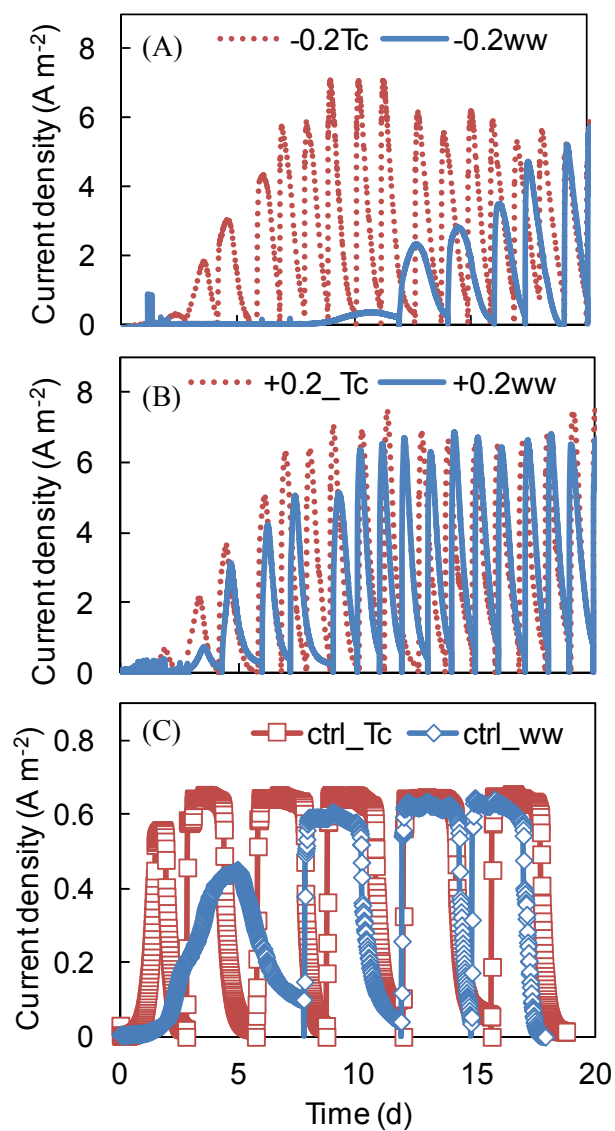 (A) -0.2Tc -0.2ww
8
6
4
2
0
Current density (A m-2)
(B) +0.2_Tc +0.2ww
8
6
4
2
0
Current density (A m-2)
(C) ctrl_Tc ctrl_ww
0.8
0.6
0.4
0.2
0
Current density (A m-2)
0 5 10 15 20
Time (d)